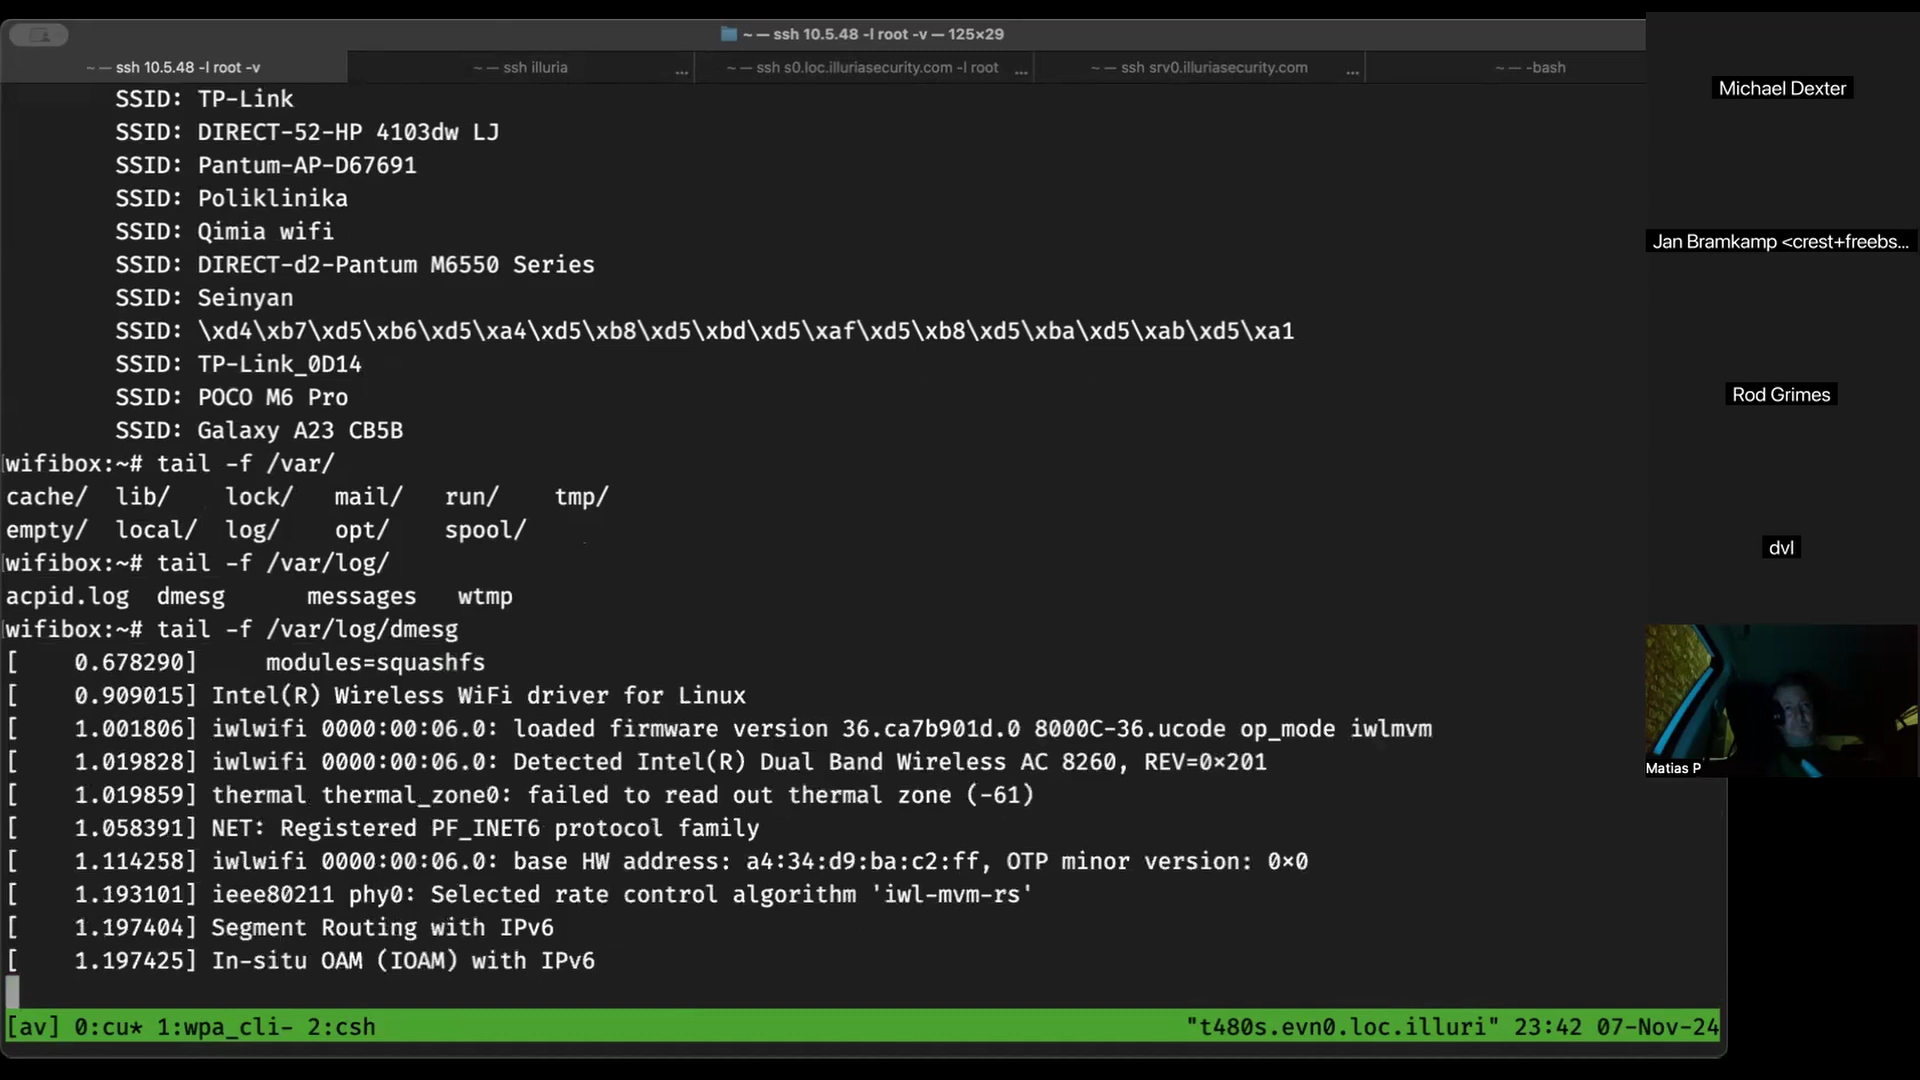 ~ — ssh 10.5.48 -l root -v — 125×29
~ — ssh 10.5.48 -l root -v
~ — ssh illuria ...
~ — ssh s0.loc.illuriasecurity.com -l root ...
~ — ssh srv0.illuriasecurity.com ...
~ — -bash
SSID: TP-Link
SSID: DIRECT-52-HP 4103dw LJ
SSID: Pantum-AP-D67691
SSID: Poliklinika
SSID: Qimia wifi
SSID: DIRECT-d2-Pantum M6550 Series
SSID: Seinyan
SSID: \xd4\xb7\xd5\xb6\xd5\xa4\xd5\xb8\xd5\xbd\xd5\xaf\xd5\xb8\xd5\xba\xd5\xab\xd5\xa1
SSID: TP-Link_0D14
SSID: POCO M6 Pro
SSID: Galaxy A23 CB5B
wifibox:~# tail -f /var/
cache/ lib/ lock/ mail/ run/ tmp/
empty/ local/ log/ opt/ spool/
wifibox:~# tail -f /var/log/
acpid.log dmesg messages wtmp
wifibox:~# tail -f /var/log/dmesg
[ 0.678290] modules=squashfs
[ 0.909015] Intel(R) Wireless WiFi driver for Linux
[ 1.001806] iwlwifi 0000:00:06.0: loaded firmware version 36.ca7b901d.0 8000C-36.ucode op_mode iwlmvm
[ 1.019828] iwlwifi 0000:00:06.0: Detected Intel(R) Dual Band Wireless AC 8260, REV=0×201
[ 1.019859] thermal thermal_zone0: failed to read out thermal zone (-61)
[ 1.058391] NET: Registered PF_INET6 protocol family
[ 1.114258] iwlwifi 0000:00:06.0: base HW address: a4:34:d9:ba:c2:ff, OTP minor version: 0×0
[ 1.193101] ieee80211 phy0: Selected rate control algorithm 'iwl-mvm-rs'
[ 1.197404] Segment Routing with IPv6
[ 1.197425] In-situ OAM (IOAM) with IPv6
[av] 0:cu* 1:wpa_cli- 2:csh "t480s.evn0.loc.illuri" 23:42 07-Nov-24
Michael Dexter
Jan Bramkamp <crest+freebs...
Rod Grimes
dvl
Matias P